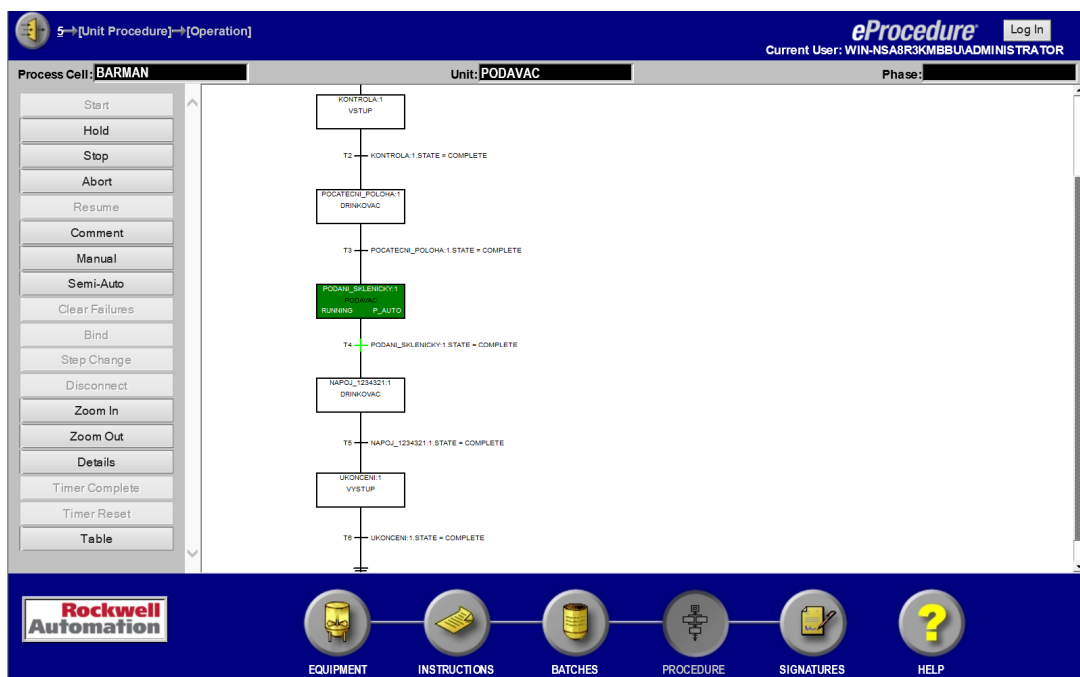 5→[Unit Procedure]→[Operation]
eProcedure®
Log In
Current User: WIN-NSA8R3KMBBU\ADMINISTRATOR
Process Cell: BARMAN
Unit: PODAVAC
Phase:
Start
Hold
Stop
Abort
Resume
Comment
Manual
Semi-Auto
Clear Failures
Bind
Step Change
Disconnect
Zoom In
Zoom Out
Details
Timer Complete
Timer Reset
Table
KONTROLA:1
VSTUP
T2 KONTROLA:1.STATE = COMPLETE
POCATECNI_POLOHA:1
DRINKOVAC
T3 POCATECNI_POLOHA:1.STATE = COMPLETE
PODANI_SKLENICKY:1
PODAVAC
RUNNING P_AUTO
T4 PODANI_SKLENICKY:1.STATE = COMPLETE
NAPOJ_1234321:1
DRINKOVAC
T5 NAPOJ_1234321:1.STATE = COMPLETE
UKONCENI:1
VYSTUP
T6 UKONCENI:1.STATE = COMPLETE
Rockwell
Automation
EQUIPMENT
INSTRUCTIONS
BATCHES
PROCEDURE
SIGNATURES
HELP